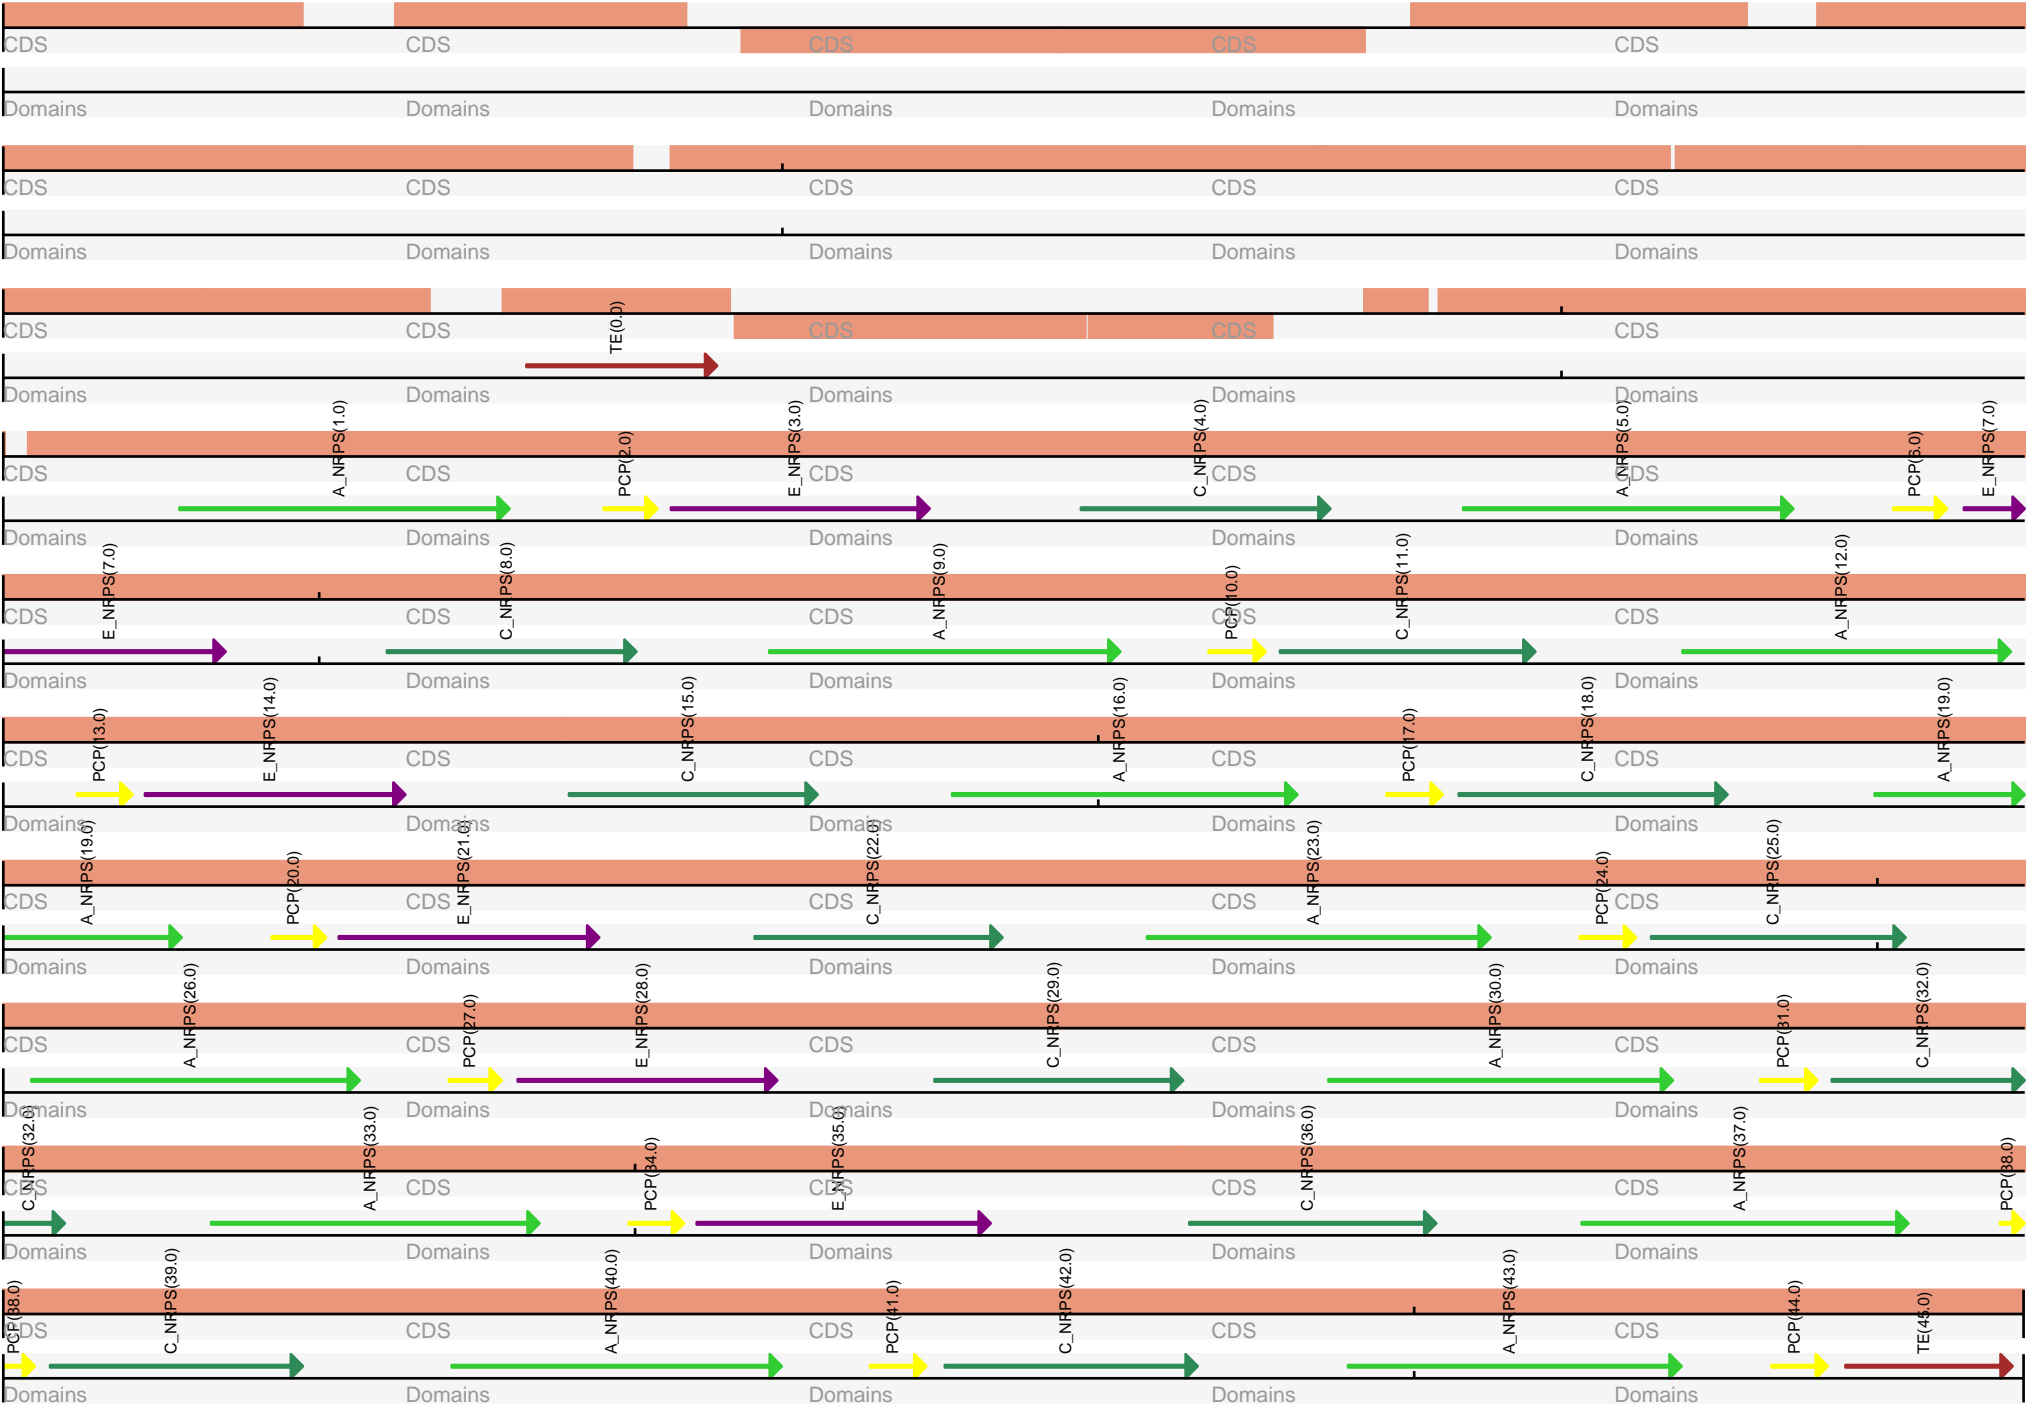 CDS CDS CDS CDS CDS
Domains Domains Domains Domains Domains
CDS CDS CDS CDS CDS
Domains Domains Domains Domains Domains
CDS CDS CDS CDS CDS
TE(0.0)
Domains Domains Domains Domains Domains
CDS CDS CDS CDS CDS
A_NRPS(1.0) PCP(2.0) E_NRPS(3.0) C_NRPS(4.0) A_NRPS(5.0) PCP(6.0) E_NRPS(7.0)
Domains Domains Domains Domains Domains
CDS CDS CDS CDS CDS
E_NRPS(7.0) C_NRPS(8.0) A_NRPS(9.0) PCP(10.0) C_NRPS(11.0) A_NRPS(12.0)
Domains Domains Domains Domains Domains
CDS CDS CDS CDS CDS
PCP(13.0) E_NRPS(14.0) C_NRPS(15.0) A_NRPS(16.0) PCP(17.0) C_NRPS(18.0) A_NRPS(19.0)
Domains Domains Domains Domains Domains
CDS CDS CDS CDS CDS
A_NRPS(19.0) PCP(20.0) E_NRPS(21.0) C_NRPS(22.0) A_NRPS(23.0) PCP(24.0) C_NRPS(25.0)
Domains Domains Domains Domains Domains
CDS CDS CDS CDS CDS
A_NRPS(26.0) PCP(27.0) E_NRPS(28.0) C_NRPS(29.0) A_NRPS(30.0) PCP(31.0) C_NRPS(32.0)
Domains Domains Domains Domains Domains
CDS CDS CDS CDS CDS
C_NRPS(32.0) A_NRPS(33.0) PCP(34.0) E_NRPS(35.0) C_NRPS(36.0) A_NRPS(37.0) PCP(38.0)
Domains Domains Domains Domains Domains
CDS CDS CDS CDS CDS
PCP(38.0) C_NRPS(39.0) A_NRPS(40.0) PCP(41.0) C_NRPS(42.0) A_NRPS(43.0) PCP(44.0) TE(45.0)
Domains Domains Domains Domains Domains